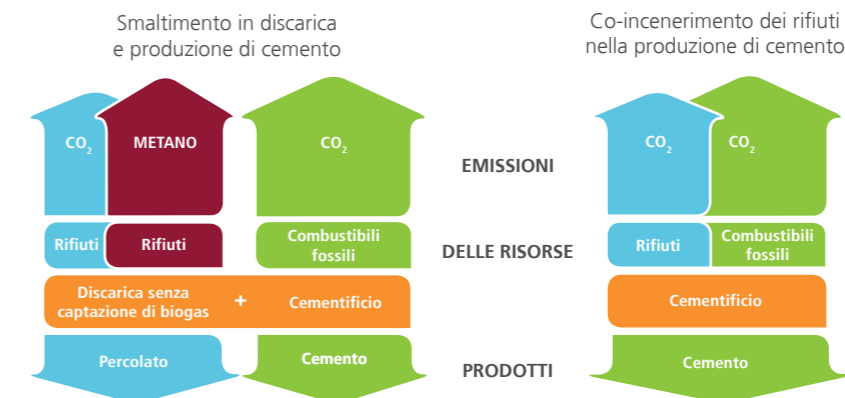 Smaltimento in discarica
e produzione di cemento
Co-incenerimento dei rifiuti
nella produzione di cemento
CO2
METANO
CO2
EMISSIONI
CO2
CO2
Rifiuti
Rifiuti
Combustibili
fossili
DELLE RISORSE
Rifiuti
Combustibili
fossili
Discarica senza
captazione di biogas
+
Cementificio
Cementificio
Percolato
Cemento
PRODOTTI
Cemento